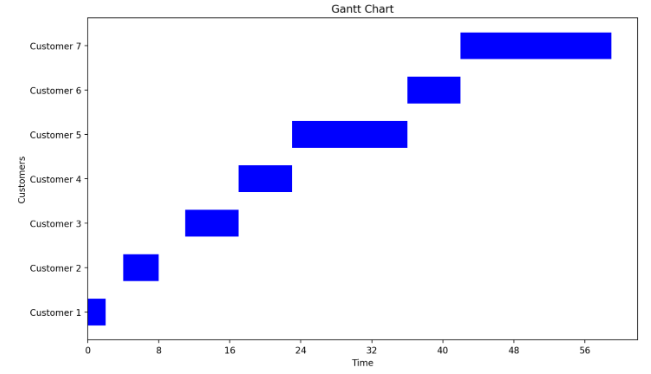 Gantt Chart
Customer 7
Customer 6
Customer 5
Customer 4
Customer 3
Customer 2
Customer 1
Customers
0 8 16 24 32 40 48 56
Time